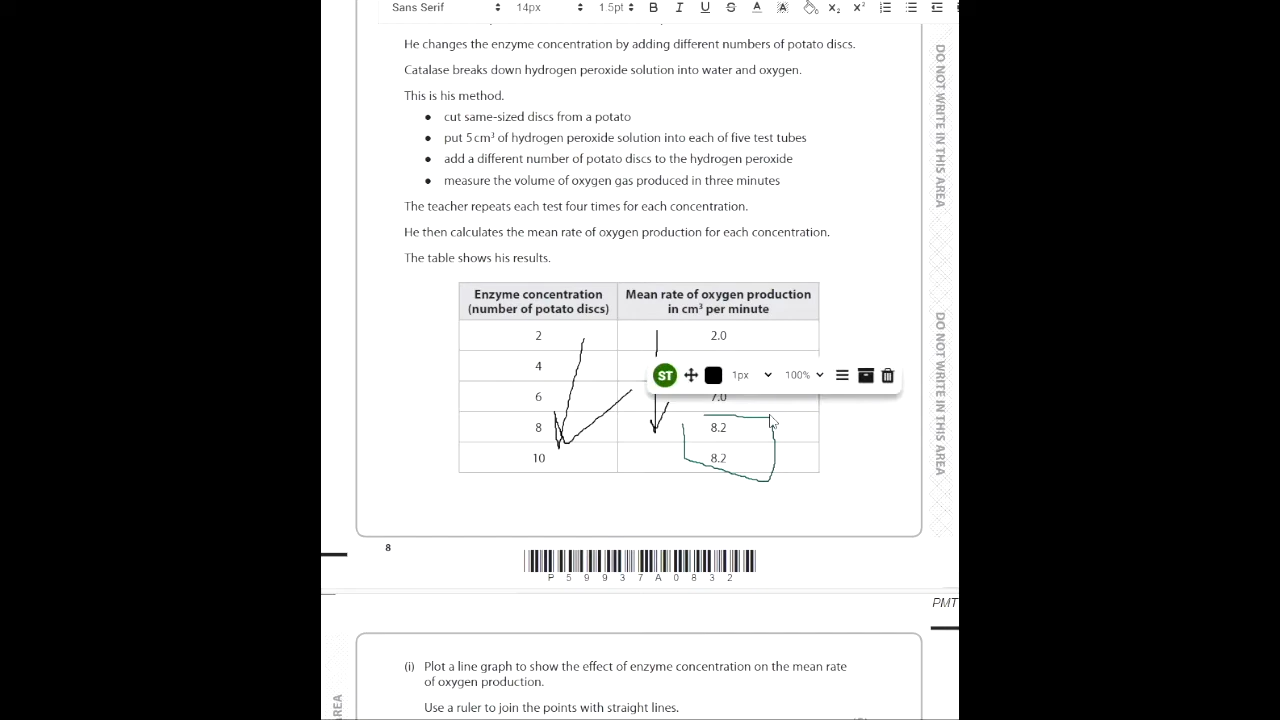 Sans Serif 14px 1.5pt B I U S A A x₂ x²
He changes the enzyme concentration by adding different numbers of potato discs.
Catalase breaks down hydrogen peroxide solution into water and oxygen.
This is his method.
● cut same-sized discs from a potato
● put 5 cm³ of hydrogen peroxide solution into each of five test tubes
● add a different number of potato discs to the hydrogen peroxide
● measure the volume of oxygen gas produced in three minutes
The teacher repeats each test four times for each concentration.
He then calculates the mean rate of oxygen production for each concentration.
The table shows his results.
Enzyme concentration (number of potato discs) Mean rate of oxygen production in cm³ per minute
2 2.0
4
ST 1px 100%
6 7.0
8 8.2
10 8.2
8
P59937A0832
PMT
(i) Plot a line graph to show the effect of enzyme concentration on the mean rate
of oxygen production.
Use a ruler to join the points with straight lines.
DO NOT WRITE IN THIS AREA
DO NOT WRITE IN THIS AREA
REA